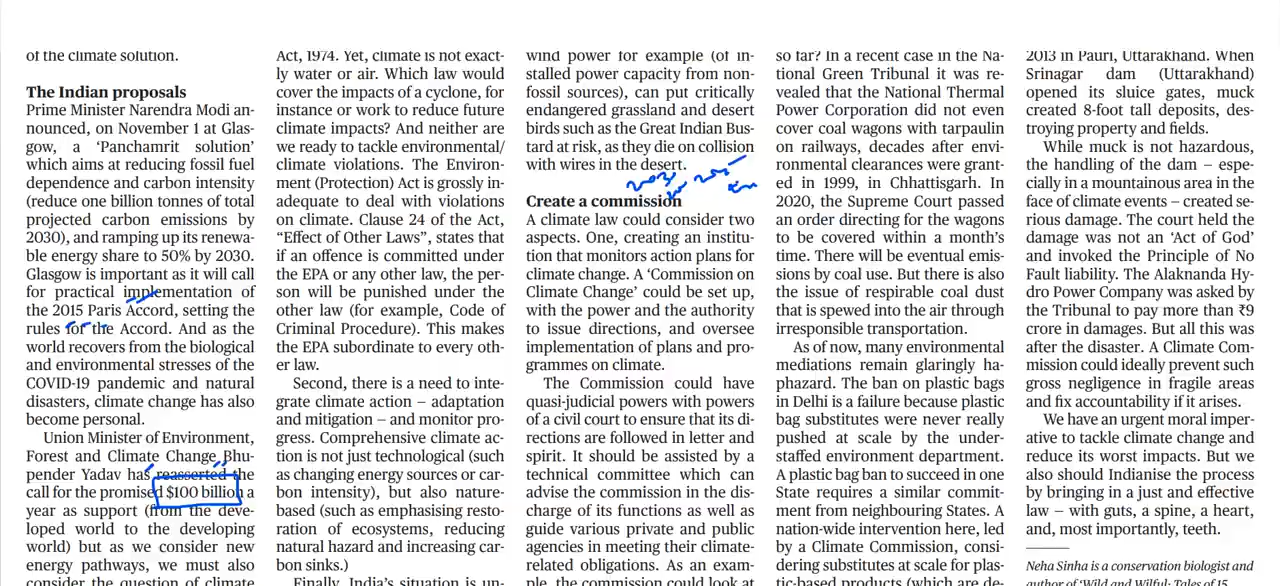 of the climate solution.
The Indian proposals
Prime Minister Narendra Modi an-
nounced, on November 1 at Glas-
gow, a ‘Panchamrit solution’
which aims at reducing fossil fuel
dependence and carbon intensity
(reduce one billion tonnes of total
projected carbon emissions by
2030), and ramping up its renewa-
ble energy share to 50% by 2030.
Glasgow is important as it will call
for practical implementation of
the 2015 Paris Accord, setting the
rules for the Accord. And as the
world recovers from the biological
and environmental stresses of the
COVID-19 pandemic and natural
disasters, climate change has also
become personal.
Union Minister of Environment,
Forest and Climate Change Bhu-
pender Yadav has reasserted the
call for the promised $100 billion a
year as support (from the deve-
loped world to the developing
world) but as we consider new
energy pathways, we must also
consider the question of climate
Act, 1974. Yet, climate is not exact-
ly water or air. Which law would
cover the impacts of a cyclone, for
instance or work to reduce future
climate impacts? And neither are
we ready to tackle environmental/
climate violations. The Environ-
ment (Protection) Act is grossly in-
adequate to deal with violations
on climate. Clause 24 of the Act,
“Effect of Other Laws”, states that
if an offence is committed under
the EPA or any other law, the per-
son will be punished under the
other law (for example, Code of
Criminal Procedure). This makes
the EPA subordinate to every oth-
er law.
Second, there is a need to inte-
grate climate action – adaptation
and mitigation – and monitor pro-
gress. Comprehensive climate ac-
tion is not just technological (such
as changing energy sources or car-
bon intensity), but also nature-
based (such as emphasising resto-
ration of ecosystems, reducing
natural hazard and increasing car-
bon sinks.)
Finally, India’s situation is un-
wind power for example (of in-
stalled power capacity from non-
fossil sources), can put critically
endangered grassland and desert
birds such as the Great Indian Bus-
tard at risk, as they die on collision
with wires in the desert.
Create a commission
A climate law could consider two
aspects. One, creating an institu-
tion that monitors action plans for
climate change. A ‘Commission on
Climate Change’ could be set up,
with the power and the authority
to issue directions, and oversee
implementation of plans and pro-
grammes on climate.
The Commission could have
quasi-judicial powers with powers
of a civil court to ensure that its di-
rections are followed in letter and
spirit. It should be assisted by a
technical committee which can
advise the commission in the dis-
charge of its functions as well as
guide various private and public
agencies in meeting their climate-
related obligations. As an exam-
ple, the commission could look at
so far? In a recent case in the Na-
tional Green Tribunal it was re-
vealed that the National Thermal
Power Corporation did not even
cover coal wagons with tarpaulin
on railways, decades after envi-
ronmental clearances were grant-
ed in 1999, in Chhattisgarh. In
2020, the Supreme Court passed
an order directing for the wagons
to be covered within a month’s
time. There will be eventual emis-
sions by coal use. But there is also
the issue of respirable coal dust
that is spewed into the air through
irresponsible transportation.
As of now, many environmental
mediations remain glaringly ha-
phazard. The ban on plastic bags
in Delhi is a failure because plastic
bag substitutes were never really
pushed at scale by the under-
staffed environment department.
A plastic bag ban to succeed in one
State requires a similar commit-
ment from neighbouring States. A
nation-wide intervention here, led
by a Climate Commission, consi-
dering substitutes at scale for plas-
tic-based products (which are de-
2013 in Pauri, Uttarakhand. When
Srinagar dam (Uttarakhand)
opened its sluice gates, muck
created 8-foot tall deposits, des-
troying property and fields.
While muck is not hazardous,
the handling of the dam – espe-
cially in a mountainous area in the
face of climate events – created se-
rious damage. The court held the
damage was not an ‘Act of God’
and invoked the Principle of No
Fault liability. The Alaknanda Hy-
dro Power Company was asked by
the Tribunal to pay more than ₹9
crore in damages. But all this was
after the disaster. A Climate Com-
mission could ideally prevent such
gross negligence in fragile areas
and fix accountability if it arises.
We have an urgent moral imper-
ative to tackle climate change and
reduce its worst impacts. But we
also should Indianise the process
by bringing in a just and effective
law – with guts, a spine, a heart,
and, most importantly, teeth.
Neha Sinha is a conservation biologist and
author of ‘Wild and Wilful: Tales of 15